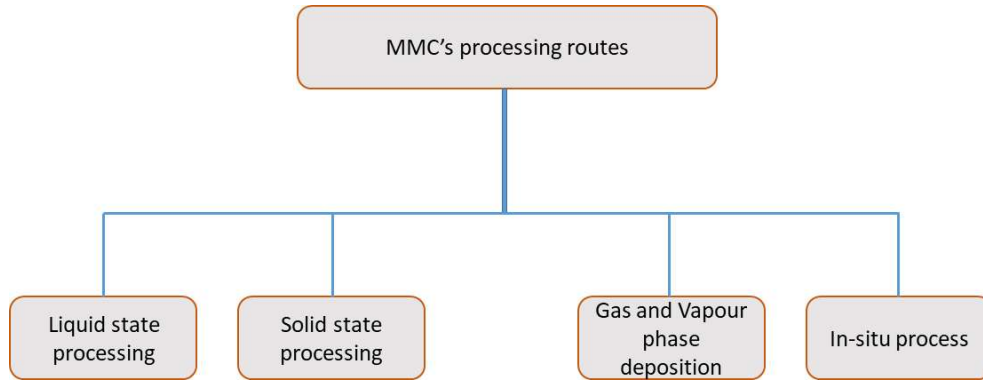 MMC's processing routes
Liquid state
processing
Solid state
processing
Gas and Vapour
phase
deposition
In-situ process